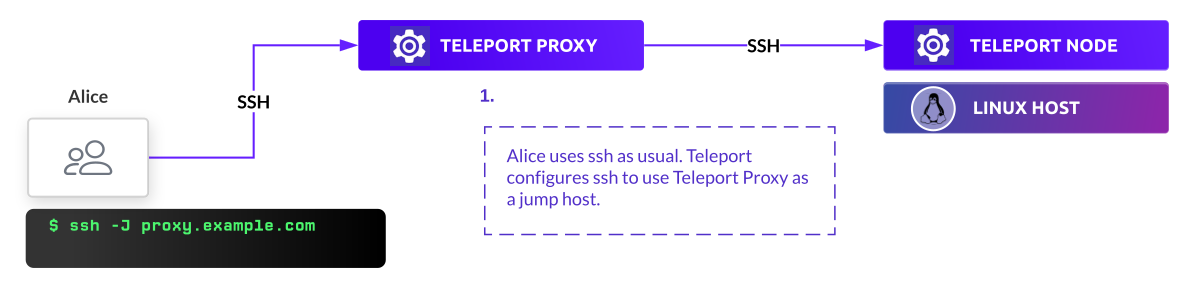 TELEPORT PROXY
SSH
TELEPORT NODE
LINUX HOST
Alice
SSH
1.
Alice uses ssh as usual. Teleport
configures ssh to use Teleport Proxy as
a jump host.
$ ssh -J proxy.example.com